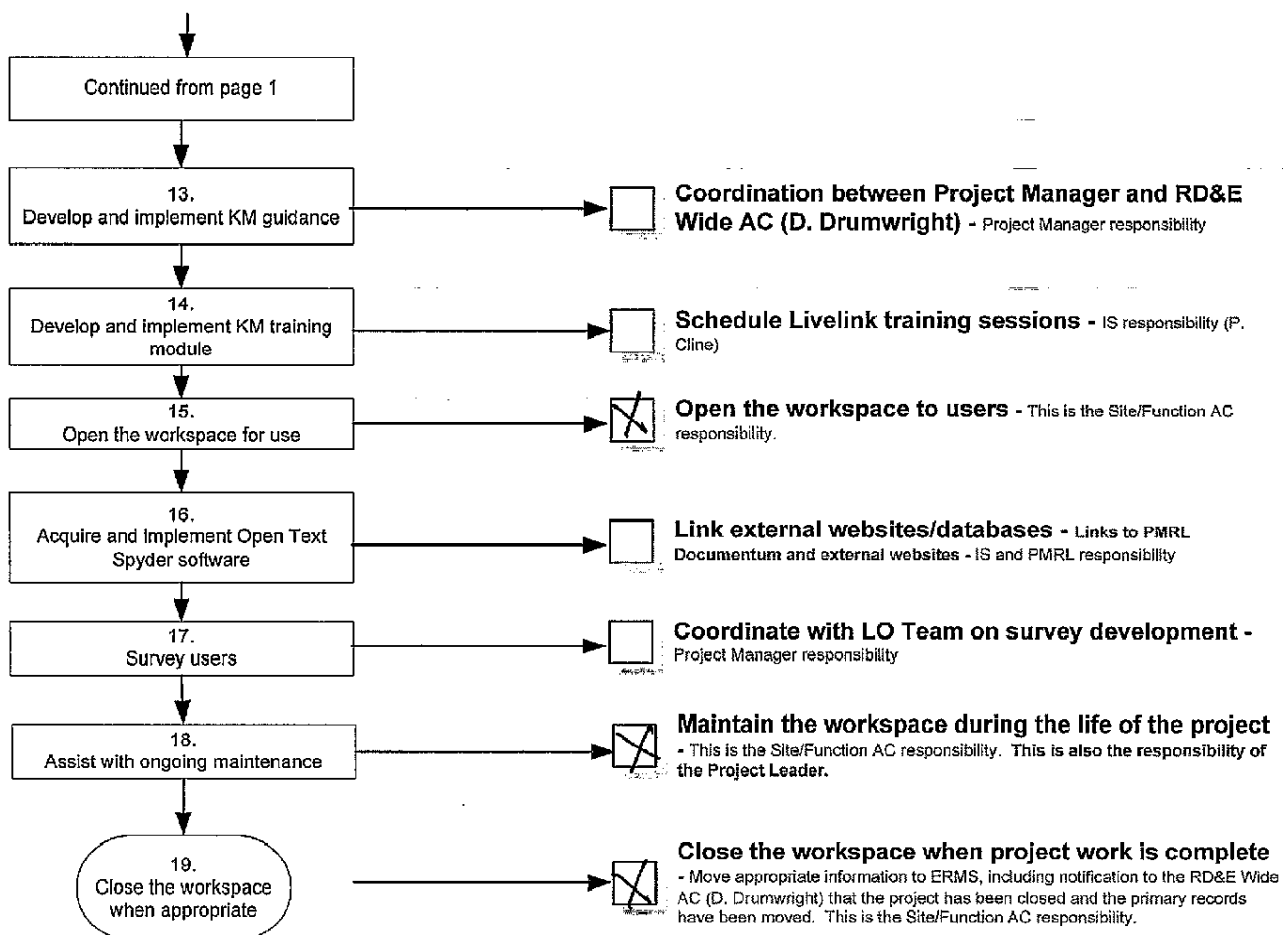 Continued from page 1
13.
Develop and implement KM guidance
Coordination between Project Manager and RD&E
Wide AC (D. Drumwright) - Project Manager responsibility
14.
Develop and implement KM training
module
Schedule Livelink training sessions - IS responsibility (P.
Cline)
15.
Open the workspace for use
Open the workspace to users - This is the Site/Function AC
responsibility.
16.
Acquire and Implement Open Text
Spyder software
Link external websites/databases - Links to PMRL
Documentum and external websites - IS and PMRL responsibility
17.
Survey users
Coordinate with LO Team on survey development -
Project Manager responsibility
18.
Assist with ongoing maintenance
Maintain the workspace during the life of the project
- This is the Site/Function AC responsibility. This is also the responsibility of
the Project Leader.
19.
Close the workspace
when appropriate
Close the workspace when project work is complete
- Move appropriate information to ERMS, including notification to the RD&E Wide
AC (D. Drumwright) that the project has been closed and the primary records
have been moved. This is the Site/Function AC responsibility.